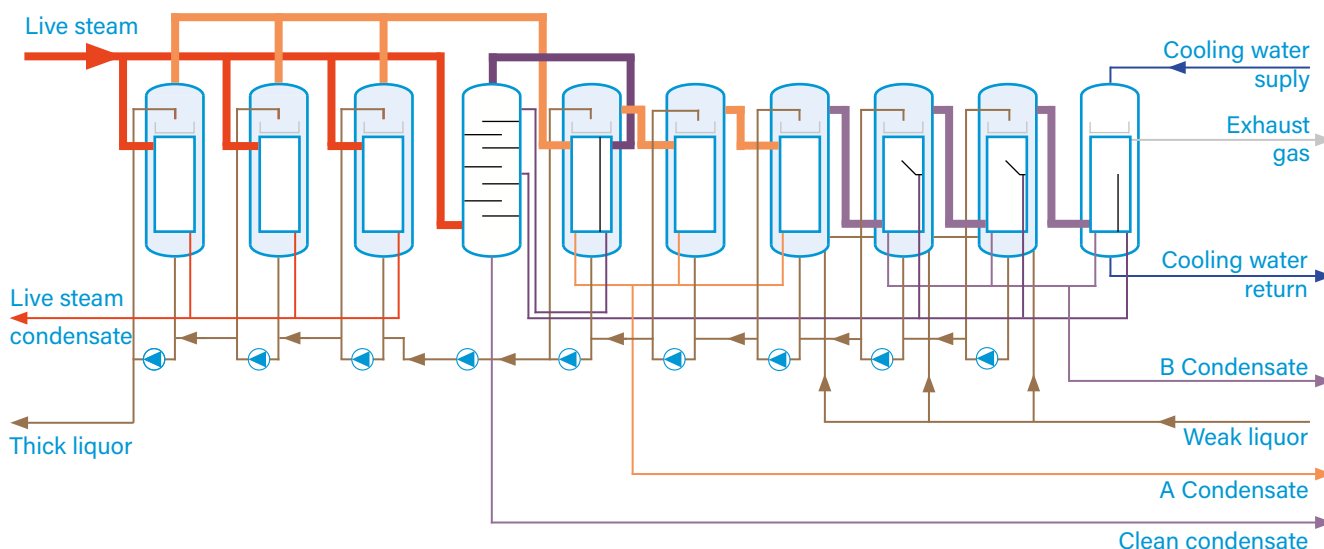 Live steam
Cooling water
suply
Exhaust
gas
Cooling water
return
Live steam
condensate
B Condensate
Thick liquor
Weak liquor
A Condensate
Clean condensate